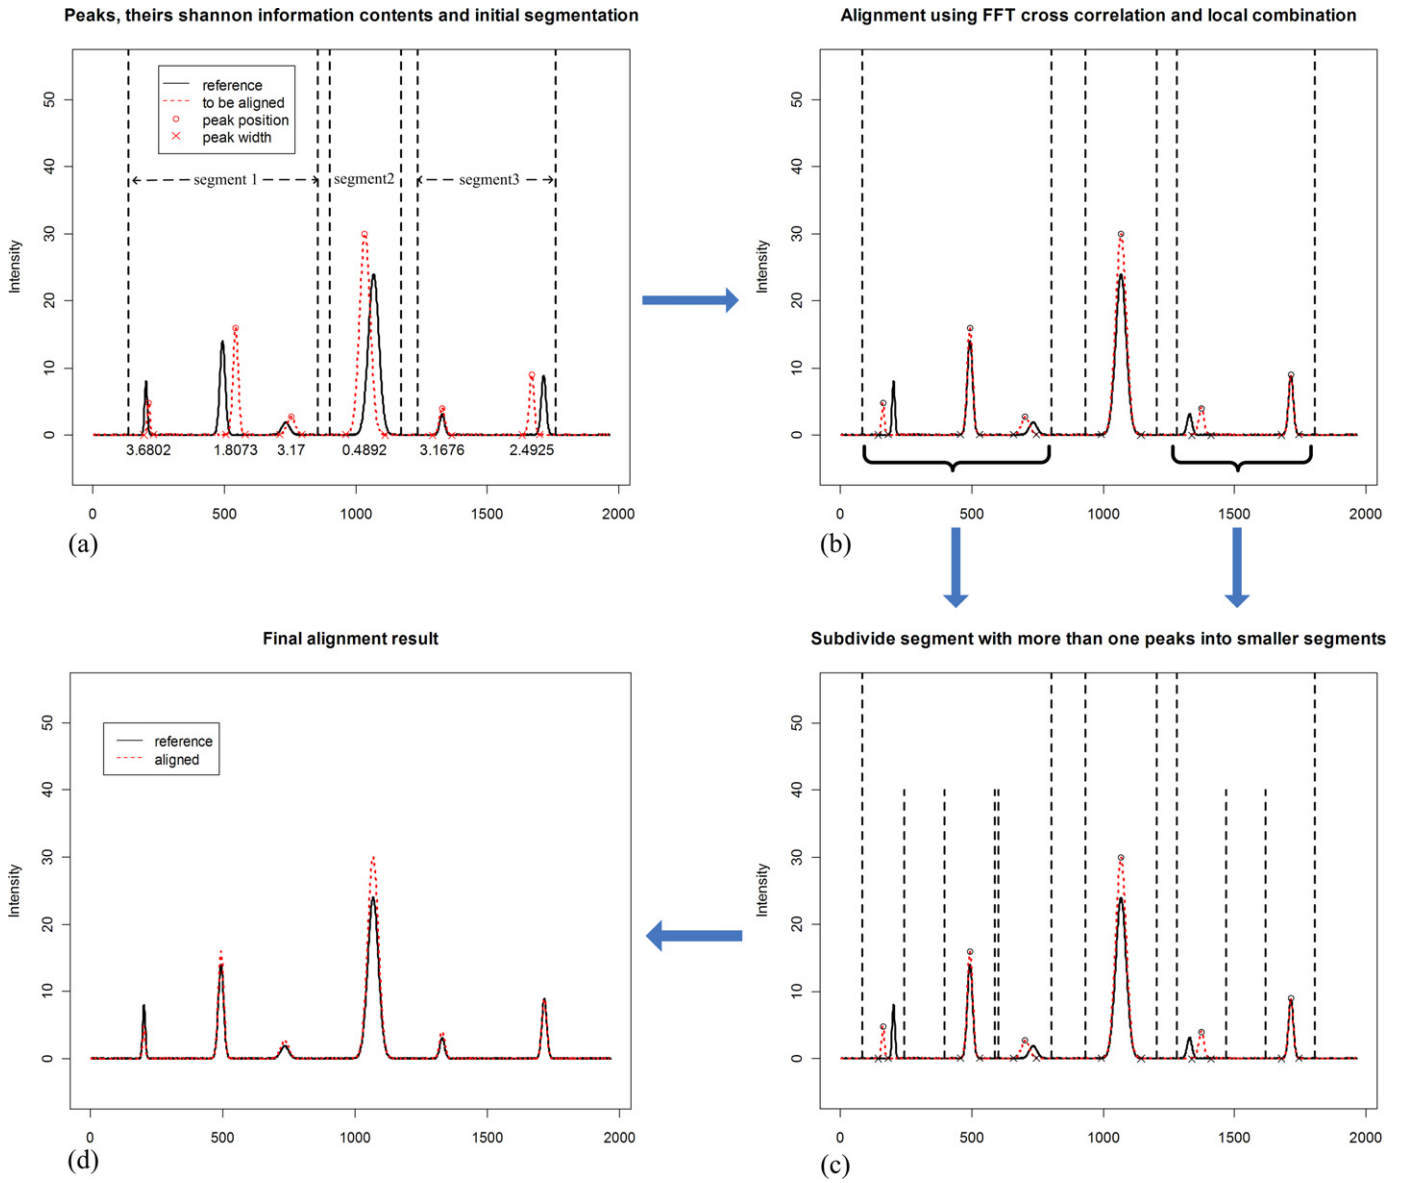 Peaks, theirs shannon information contents and initial segmentation
reference
to be aligned
peak position
peak width
segment 1
segment2
segment3
Intensity
50
40
30
20
10
0
3.6802 1.8073 3.17 0.4892 3.1676 2.4925
0 500 1000 1500 2000
(a)
Alignment using FFT cross correlation and local combination
Intensity
50
40
30
20
10
0
0 500 1000 1500 2000
(b)
Final alignment result
reference
aligned
Intensity
50
40
30
20
10
0
0 500 1000 1500 2000
(d)
Subdivide segment with more than one peaks into smaller segments
Intensity
50
40
30
20
10
0
0 500 1000 1500 2000
(c)